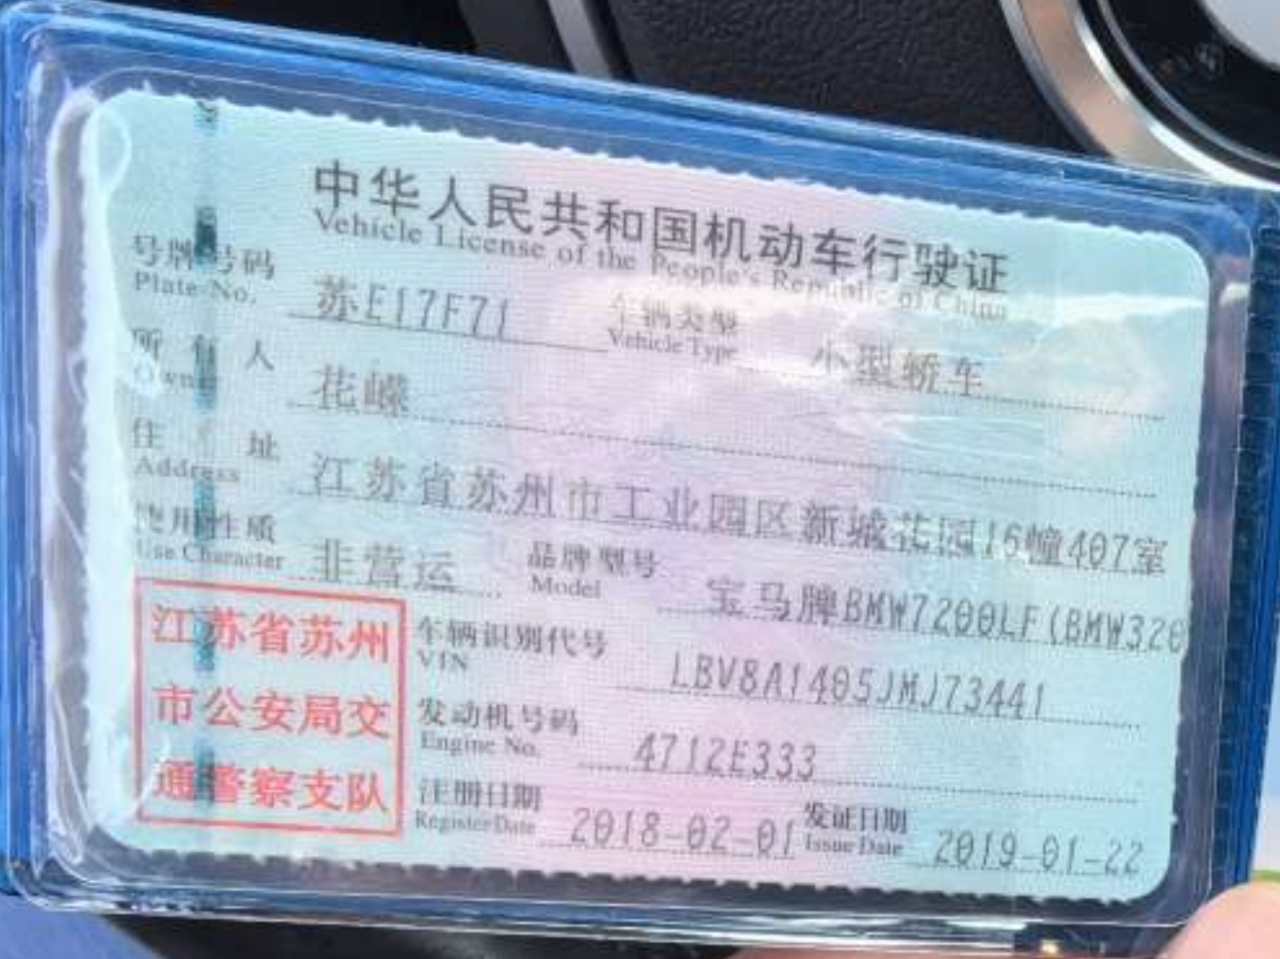 中华人民共和国机动车行驶证
Vehicle License of the People's Republic of China
号牌号码 苏E17F71 车辆类型 小型轿车
Plate No. Vehicle Type
所有人 花嵘
Owner
住址 江苏省苏州市工业园区新城花园16幢407室
Address
使用性质 非营运 品牌型号 宝马牌BMW7200LF(BMW320
Use Character Model
江苏省苏州
市公安局交
通警察支队
车辆识别代号 LBV8A1405JMJ73441
VIN
发动机号码 4712E333
Engine No.
注册日期 2018-02-01 发证日期 2019-01-22
Register Date Issue Date